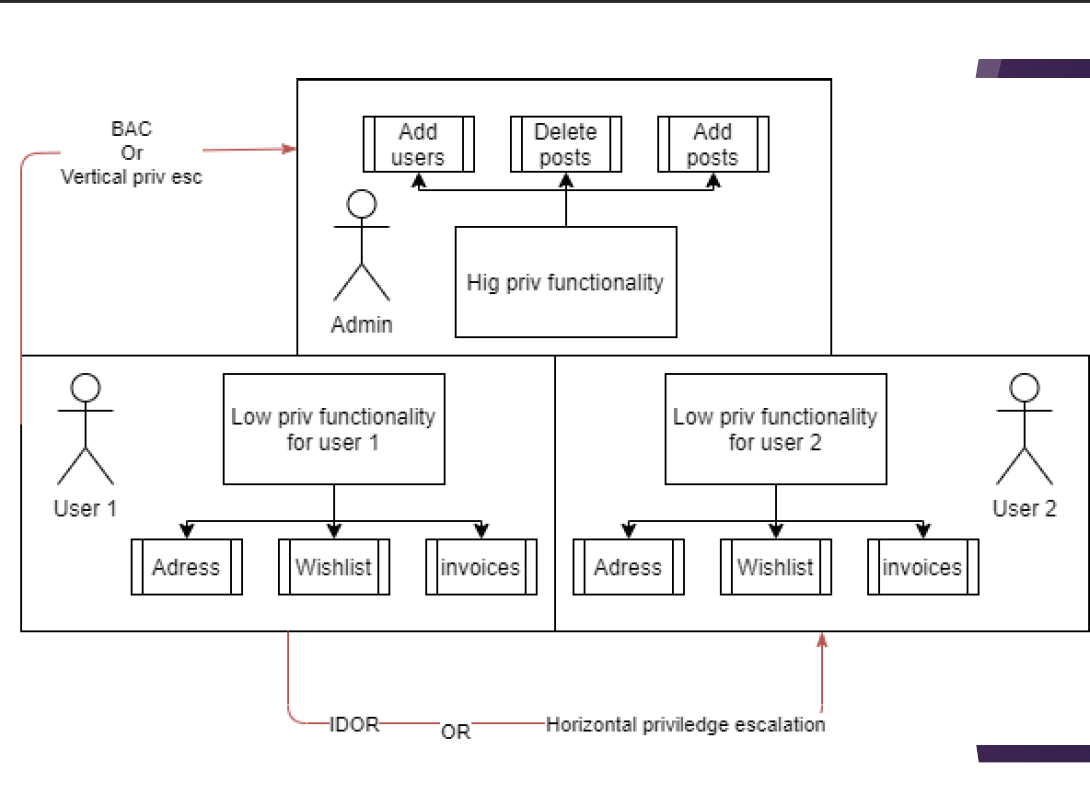 BAC
Or
Vertical priv esc
Add
users
Delete
posts
Add
posts
Hig priv functionality
Admin
Low priv functionality
for user 1
User 1
Adress
Wishlist
invoices
Low priv functionality
for user 2
User 2
Adress
Wishlist
invoices
IDOR
OR
Horizontal priviledge escalation